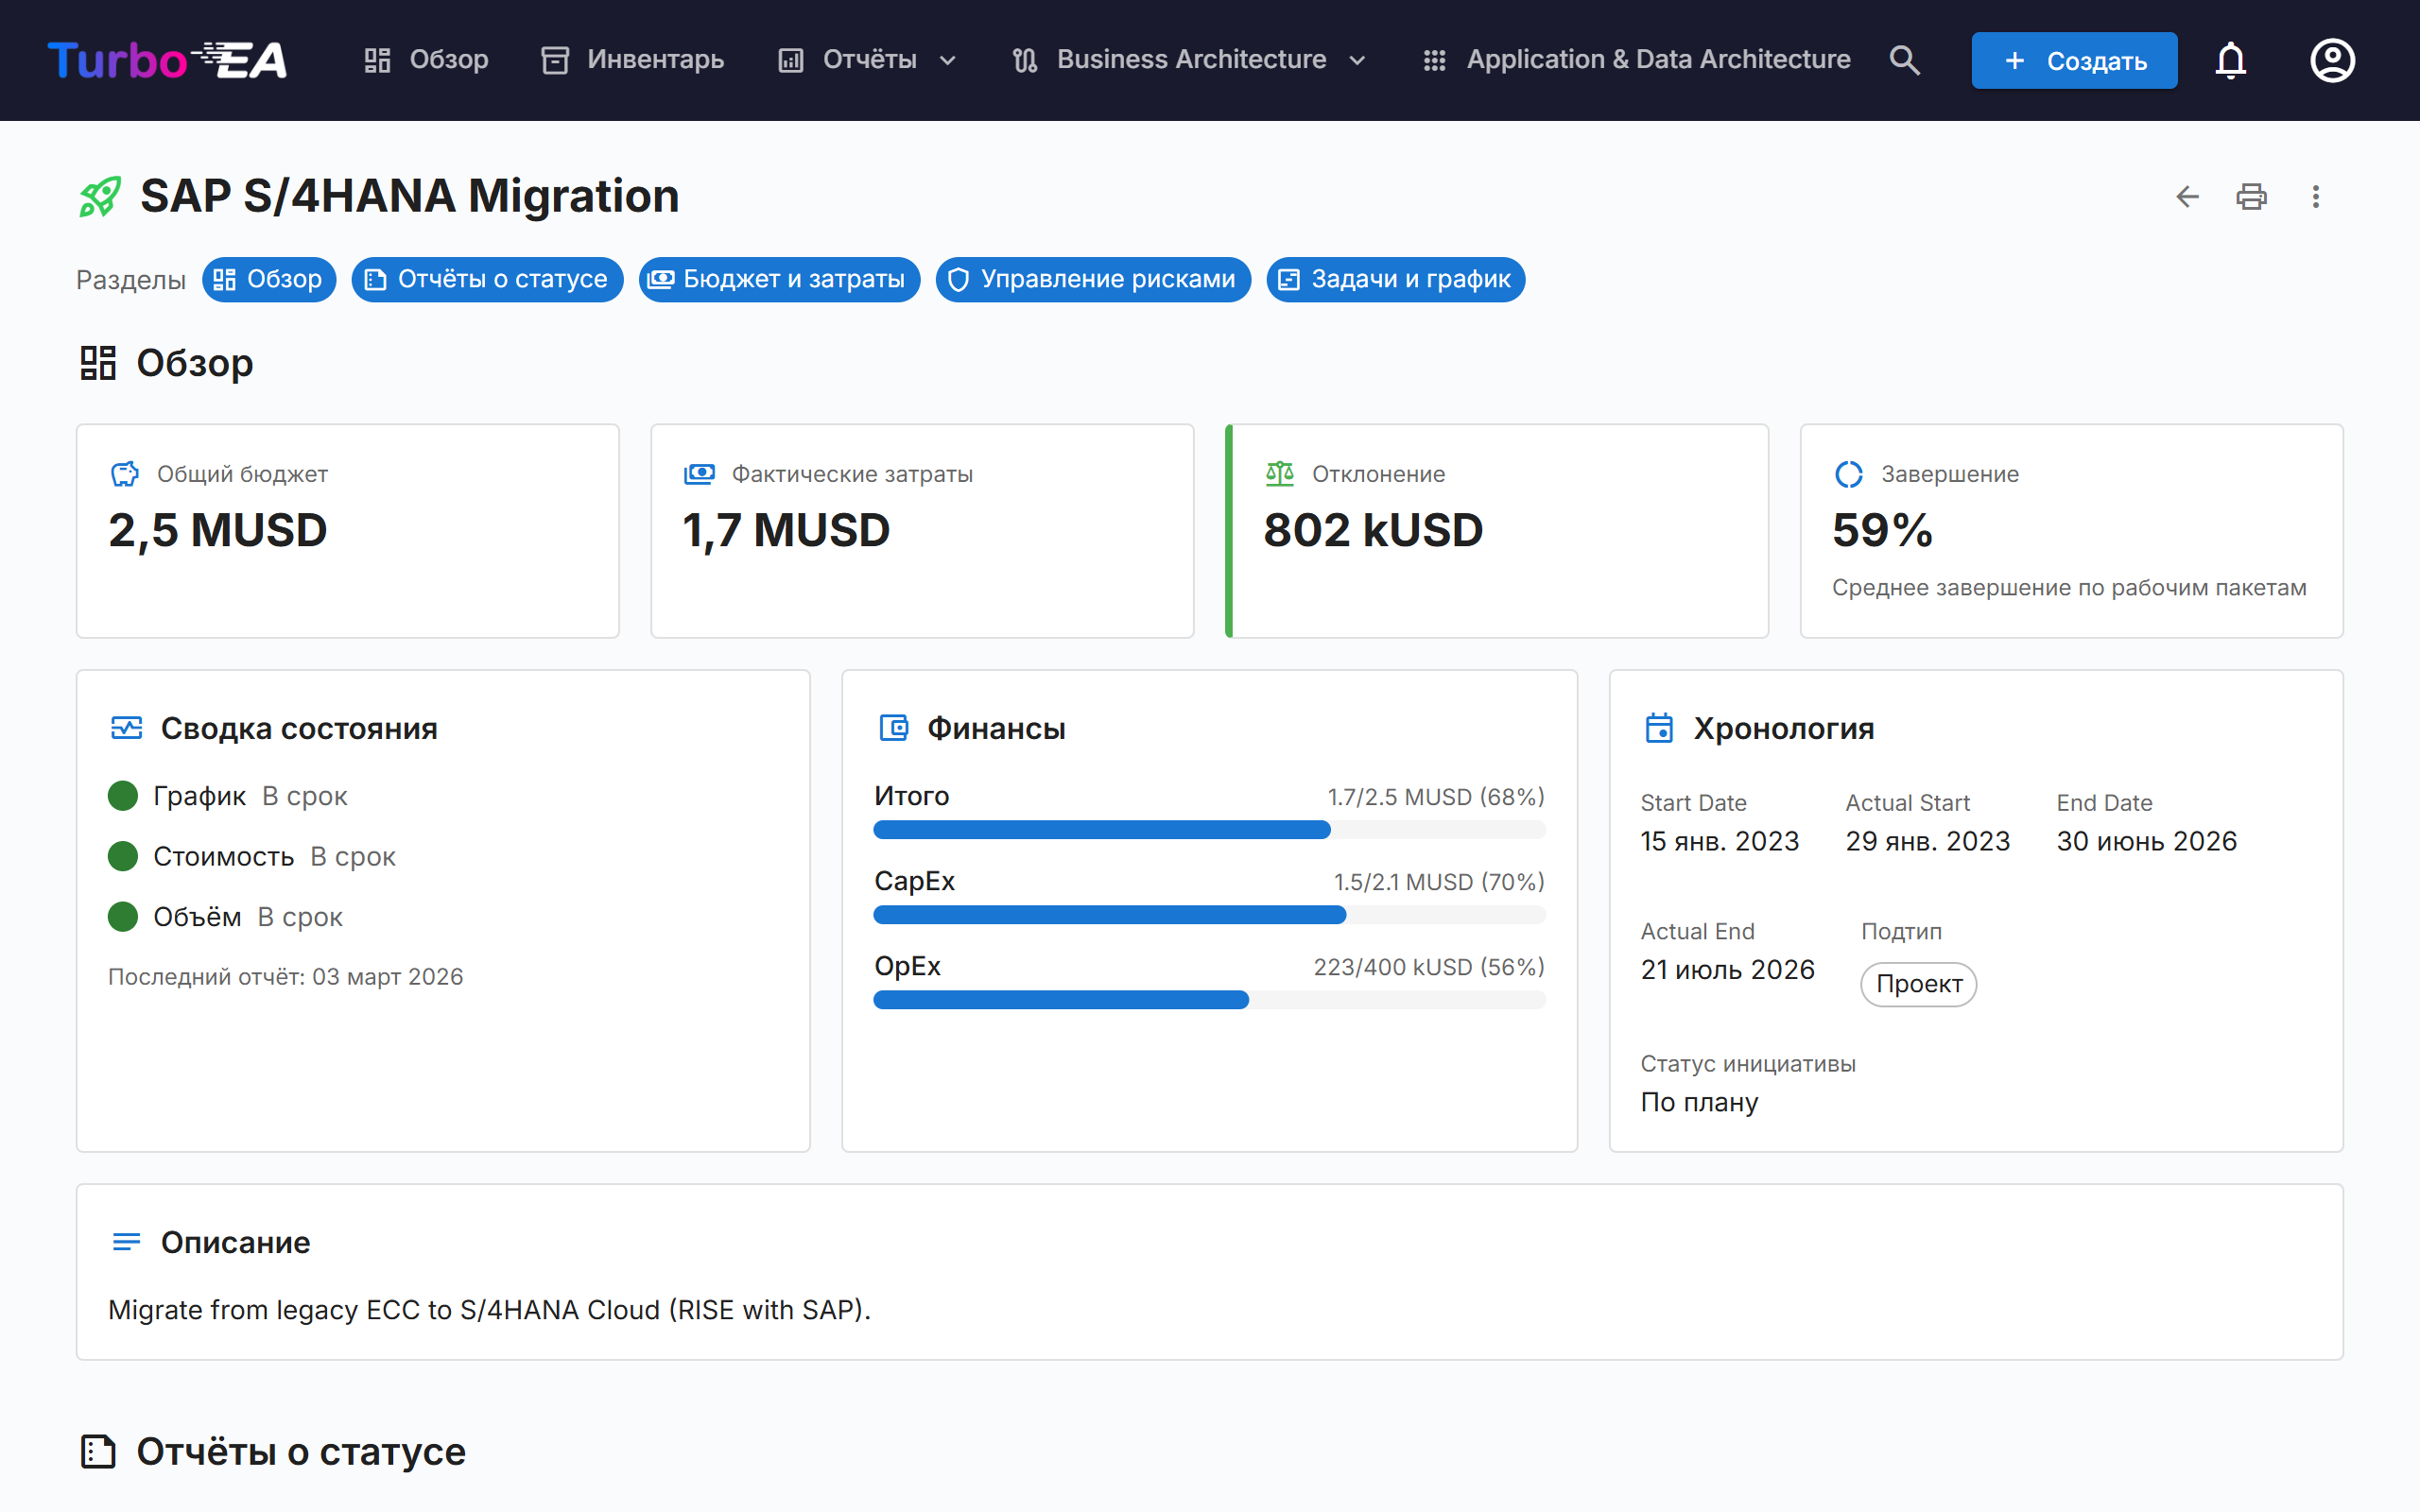 Turbo EA Обзор Инвентарь Отчёты Business Architecture Application & Data Architecture + Создать
SAP S/4HANA Migration
Разделы Обзор Отчёты о статусе Бюджет и затраты Управление рисками Задачи и график
Обзор
Общий бюджет
2,5 MUSD
Фактические затраты
1,7 MUSD
Отклонение
802 kUSD
Завершение
59%
Среднее завершение по рабочим пакетам
Сводка состояния
График В срок
Стоимость В срок
Объём В срок
Последний отчёт: 03 март 2026
Финансы
Итого 1.7/2.5 MUSD (68%)
CapEx 1.5/2.1 MUSD (70%)
OpEx 223/400 kUSD (56%)
Хронология
Start Date Actual Start End Date
15 янв. 2023 29 янв. 2023 30 июнь 2026
Actual End Подтип
21 июль 2026 Проект
Статус инициативы
По плану
Описание
Migrate from legacy ECC to S/4HANA Cloud (RISE with SAP).
Отчёты о статусе